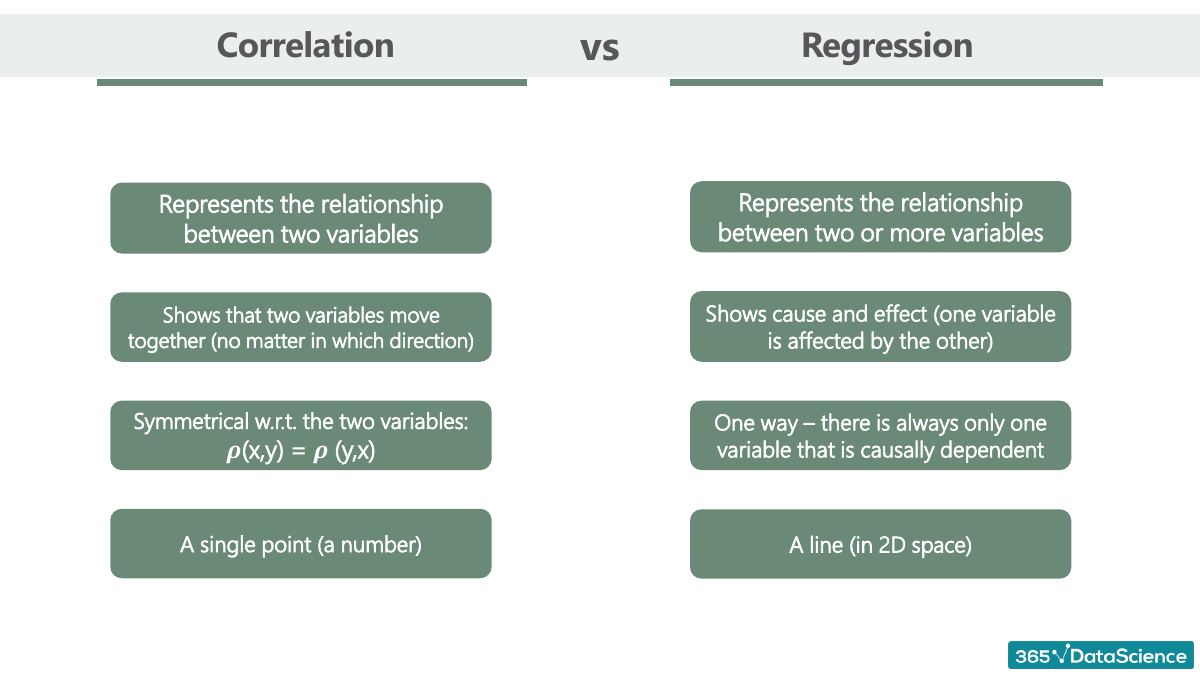 Correlation
vs
Regression
Represents the relationship
between two variables
Represents the relationship
between two or more variables
Shows that two variables move
together (no matter in which direction)
Shows cause and effect (one variable
is affected by the other)
Symmetrical w.r.t. the two variables:
𝝆(x,y) = 𝝆 (y,x)
One way – there is always only one
variable that is causally dependent
A single point (a number)
A line (in 2D space)
365 DataScience